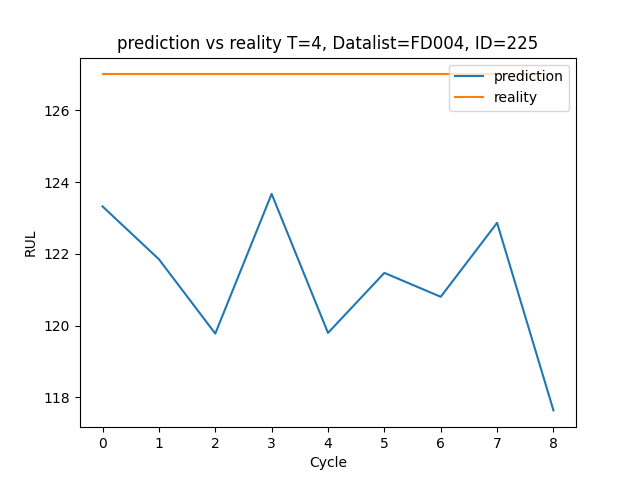 prediction vs reality T=4, Datalist=FD004, ID=225
prediction
reality
126
124
122
120
118
RUL
0 1 2 3 4 5 6 7 8
Cycle